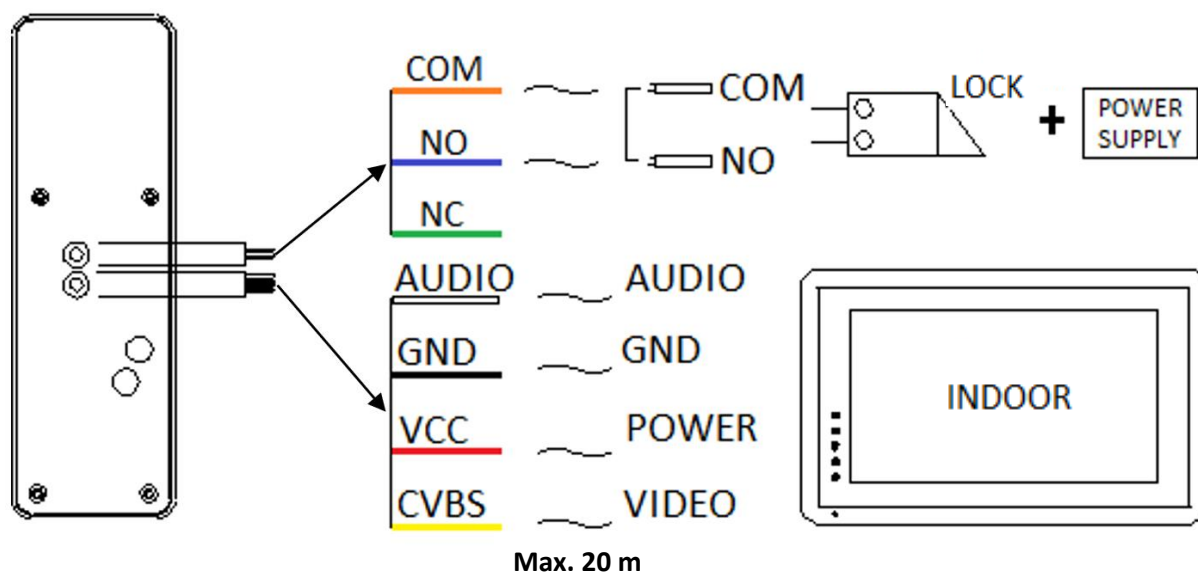 COM
COM
LOCK
+
POWER
SUPPLY
NO
NO
NC
AUDIO
AUDIO
GND
GND
INDOOR
VCC
POWER
CVBS
VIDEO
Max. 20 m